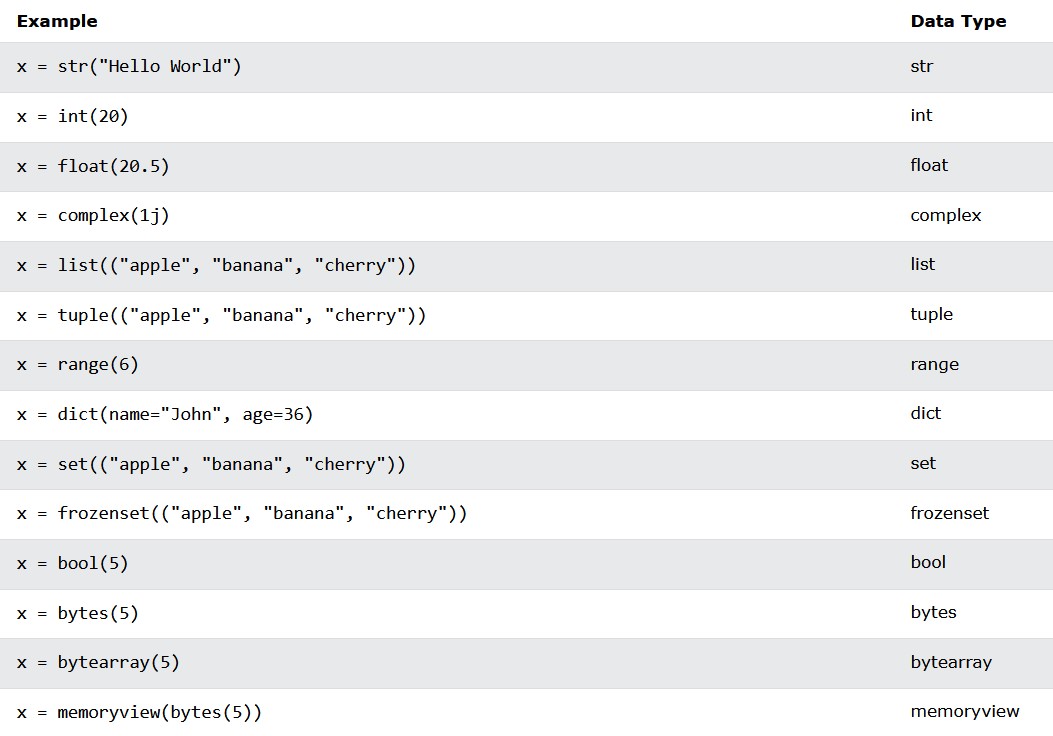 Example Data Type
x = str("Hello World") str
x = int(20) int
x = float(20.5) float
x = complex(1j) complex
x = list(("apple", "banana", "cherry")) list
x = tuple(("apple", "banana", "cherry")) tuple
x = range(6) range
x = dict(name="John", age=36) dict
x = set(("apple", "banana", "cherry")) set
x = frozenset(("apple", "banana", "cherry")) frozenset
x = bool(5) bool
x = bytes(5) bytes
x = bytearray(5) bytearray
x = memoryview(bytes(5)) memoryview